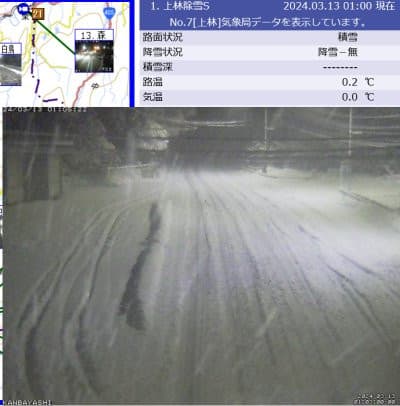 21
白馬
13. 森
1. 上林除雪S 2024.03.13 01:00 現在
No.7[上林]気象局データを表示しています。
路面状況 積雪
降雪状況 降雪－無
積雪深 --------
路温 0.2 ℃
気温 0.0 ℃
KANBAYASHI
2024-03-13